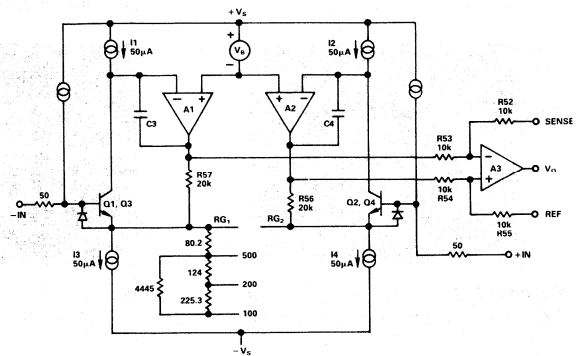 +VS
I1
50µA
+
VB
−
I2
50µA
− +
A1
+ −
A2
C3
C4
R57
20k
R56
20k
R53
10k
10k
R54
R52
10k
SENSE
−
+
A3
VO
10k
R55
REF
50
−IN
Q1, Q3
Q2, Q4
50
+IN
RG1
RG2
80.2
500
124
200
225.3
100
4445
I3
50µA
I4
50µA
−VS